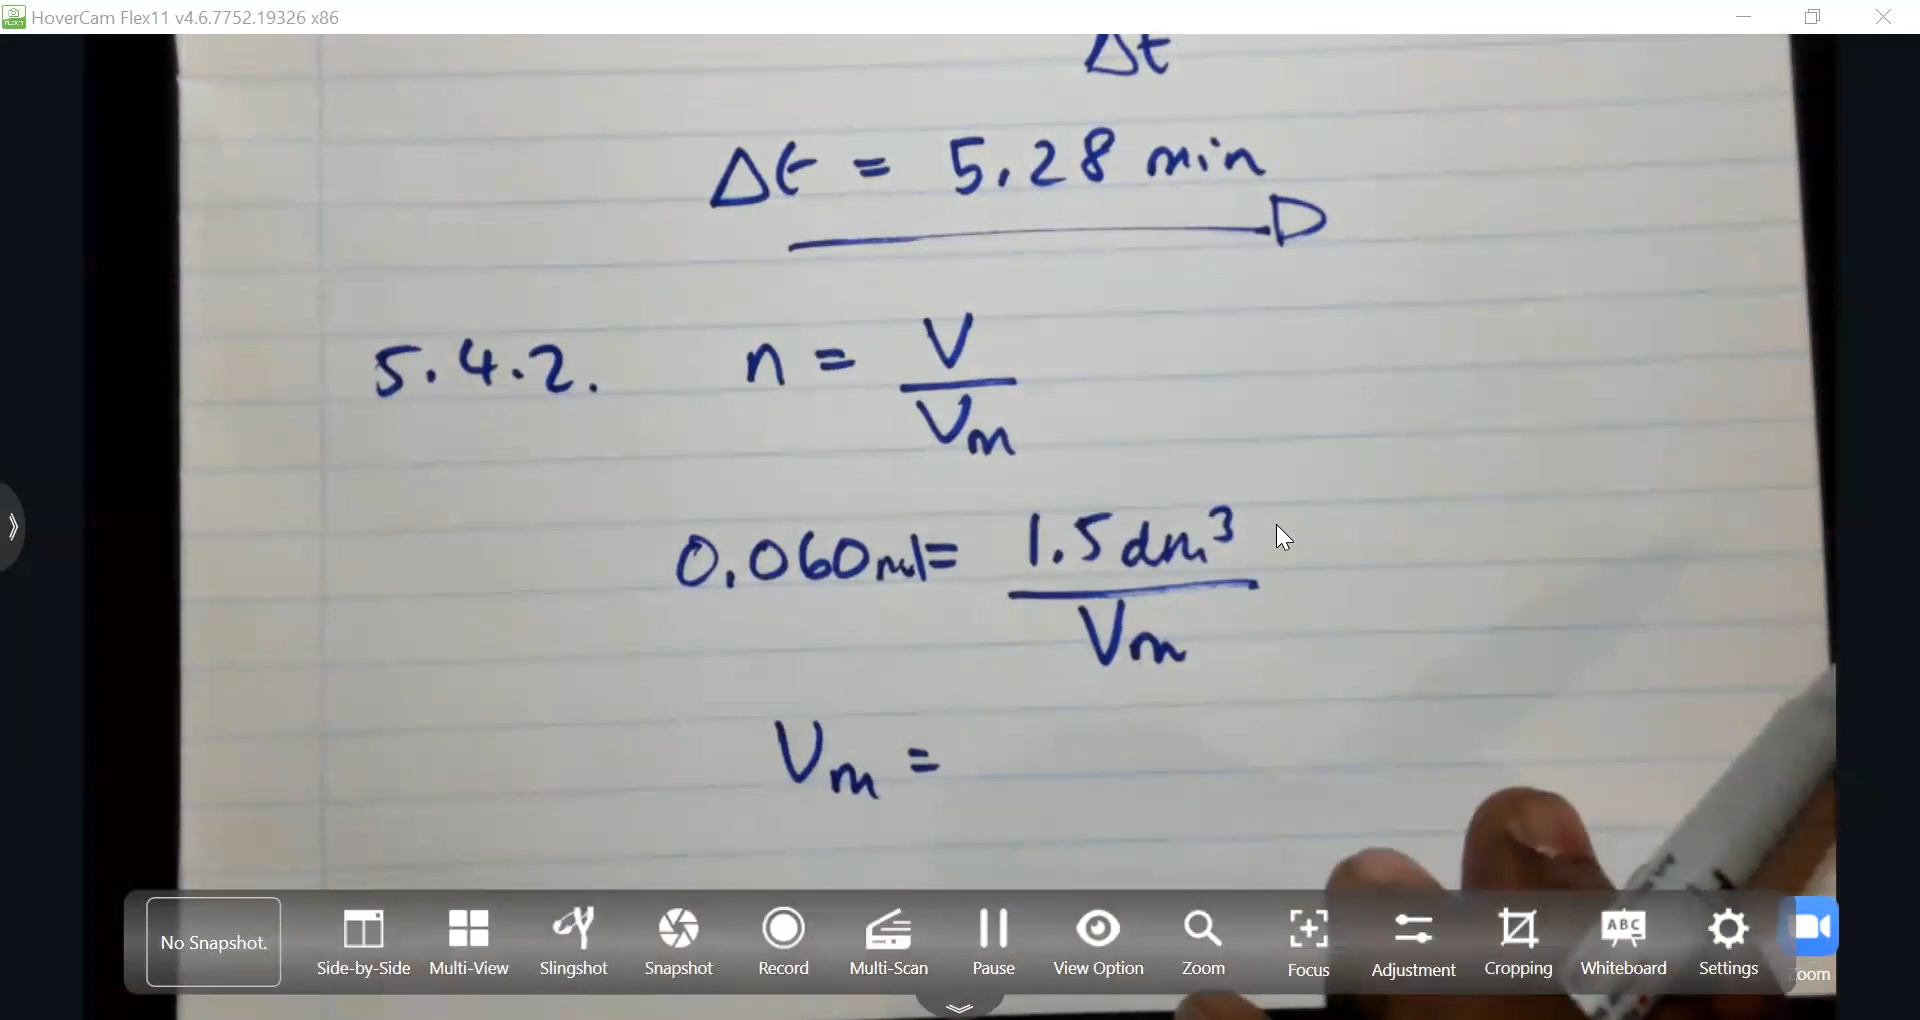 HoverCam Flex11 v4.6.7752.19326 x86
Δt
Δt = 5,28 min
5.4.2. n = V
Vm
0,060mol = 1.5 dm³
Vm
Vm =
No Snapshot.
Side-by-Side Multi-View Slingshot Snapshot Record Multi-Scan Pause View Option Zoom Focus Adjustment Cropping ABC Whiteboard Settings oom